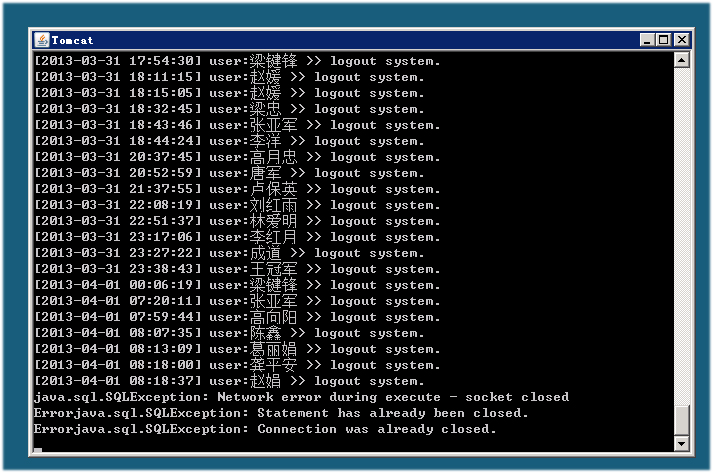 Tomcat
[2013-03-31 17:54:30] user:梁键锋 >> logout system.
[2013-03-31 18:11:15] user:赵媛 >> logout system.
[2013-03-31 18:15:05] user:赵媛 >> logout system.
[2013-03-31 18:32:45] user:梁忠 >> logout system.
[2013-03-31 18:43:46] user:张亚军 >> logout system.
[2013-03-31 18:44:24] user:李洋 >> logout system.
[2013-03-31 20:37:45] user:高月忠 >> logout system.
[2013-03-31 20:52:59] user:唐军 >> logout system.
[2013-03-31 21:37:55] user:卢保英 >> logout system.
[2013-03-31 22:08:19] user:刘红雨 >> logout system.
[2013-03-31 22:51:37] user:林爱明 >> logout system.
[2013-03-31 23:17:06] user:李红月 >> logout system.
[2013-03-31 23:27:22] user:成道 >> logout system.
[2013-03-31 23:38:43] user:王冠军 >> logout system.
[2013-04-01 00:06:19] user:梁键锋 >> logout system.
[2013-04-01 07:20:11] user:张亚军 >> logout system.
[2013-04-01 07:59:44] user:高向阳 >> logout system.
[2013-04-01 08:07:35] user:陈鑫 >> logout system.
[2013-04-01 08:13:09] user:葛丽娟 >> logout system.
[2013-04-01 08:18:00] user:龚平安 >> logout system.
[2013-04-01 08:18:37] user:赵娟 >> logout system.
java.sql.SQLException: Network error during execute - socket closed
Errorjava.sql.SQLException: Statement has already been closed.
Errorjava.sql.SQLException: Connection was already closed.